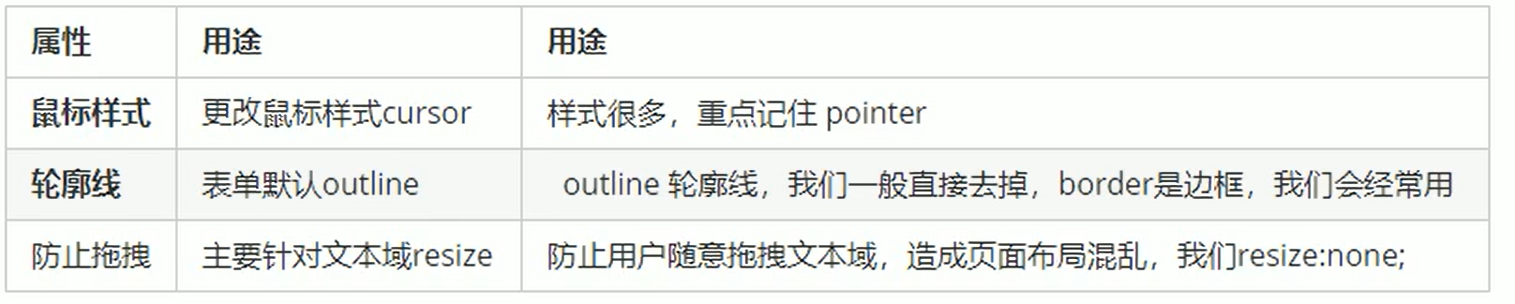 属性 用途 用途
鼠标样式 更改鼠标样式cursor 样式很多，重点记住 pointer
轮廓线 表单默认outline outline 轮廓线，我们一般直接去掉，border是边框，我们会经常用
防止拖拽 主要针对文本域resize 防止用户随意拖拽文本域，造成页面布局混乱，我们resize:none;